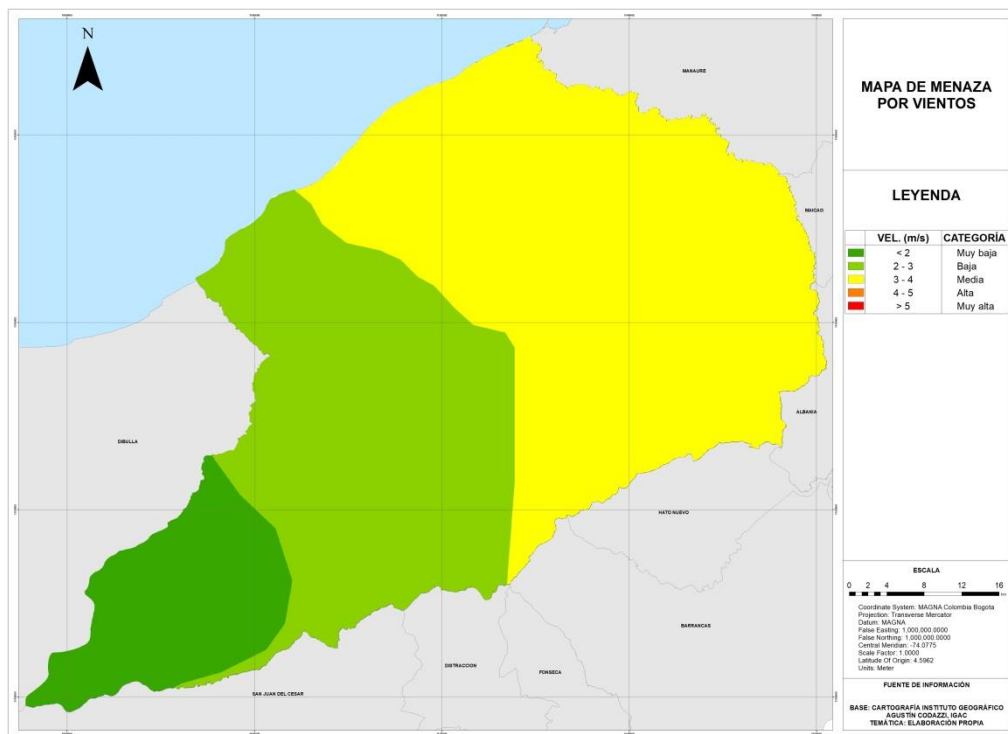 N
MANAURE
MAICAO
ALBANIA
DIBULLA
HATO NUEVO
BARRANCAS
DISTRACCION
FONSECA
SAN JUAN DEL CESAR
MAPA DE MENAZA
POR VIENTOS
LEYENDA
VEL. (m/s) CATEGORÍA
< 2 Muy baja
2 - 3 Baja
3 - 4 Media
4 - 5 Alta
> 5 Muy alta
ESCALA
0 2 4 8 12 16
Coordinate System: MAGNA Colombia Bogota
Projection: Transverse Mercator
Datum: MAGNA
False Easting: 1,000,000.0000
False Northing: 1,000,000.0000
Central Meridian: -74.0775
Scale Factor: 1.0000
Latitude Of Origin: 4.5962
Units: Meter
FUENTE DE INFORMACIÓN
BASE: CARTOGRAFÍA INSTITUTO GEOGRÁFICO
AGUSTÍN CODAZZI, IGAC
TEMÁTICA: ELABORACIÓN PROPIA